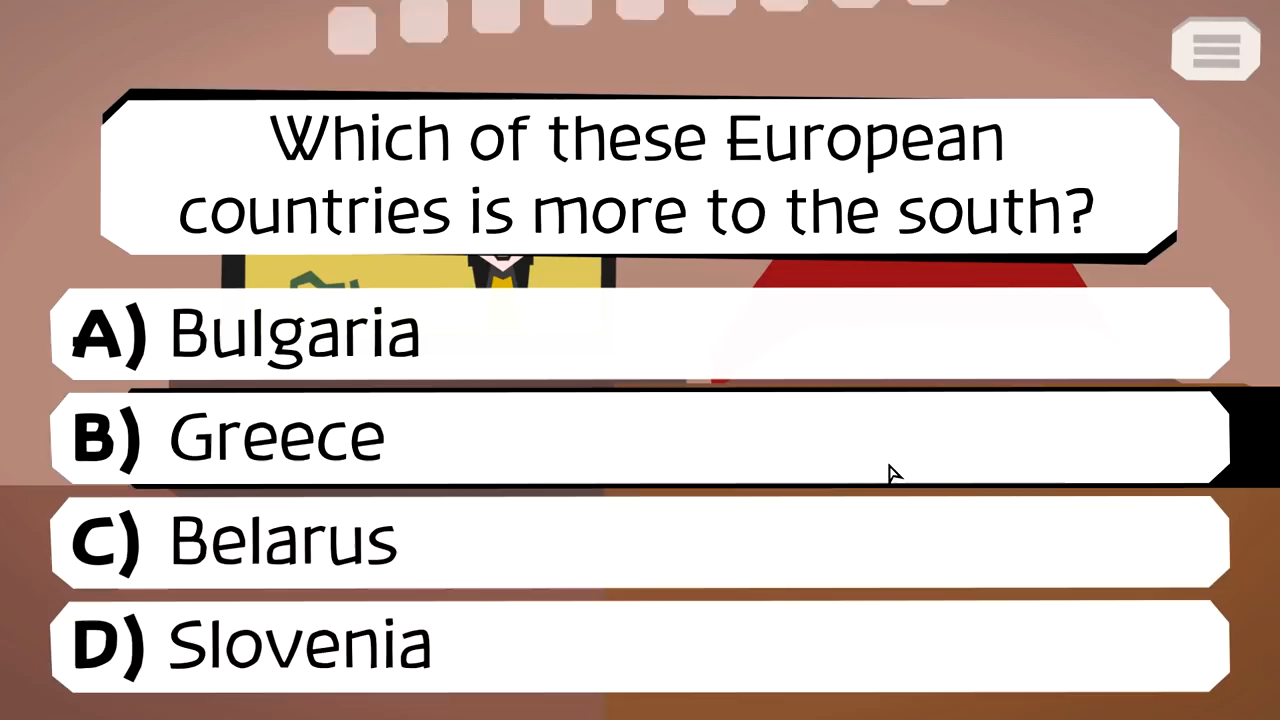 Which of these European
countries is more to the south?
A) Bulgaria
B) Greece
C) Belarus
D) Slovenia